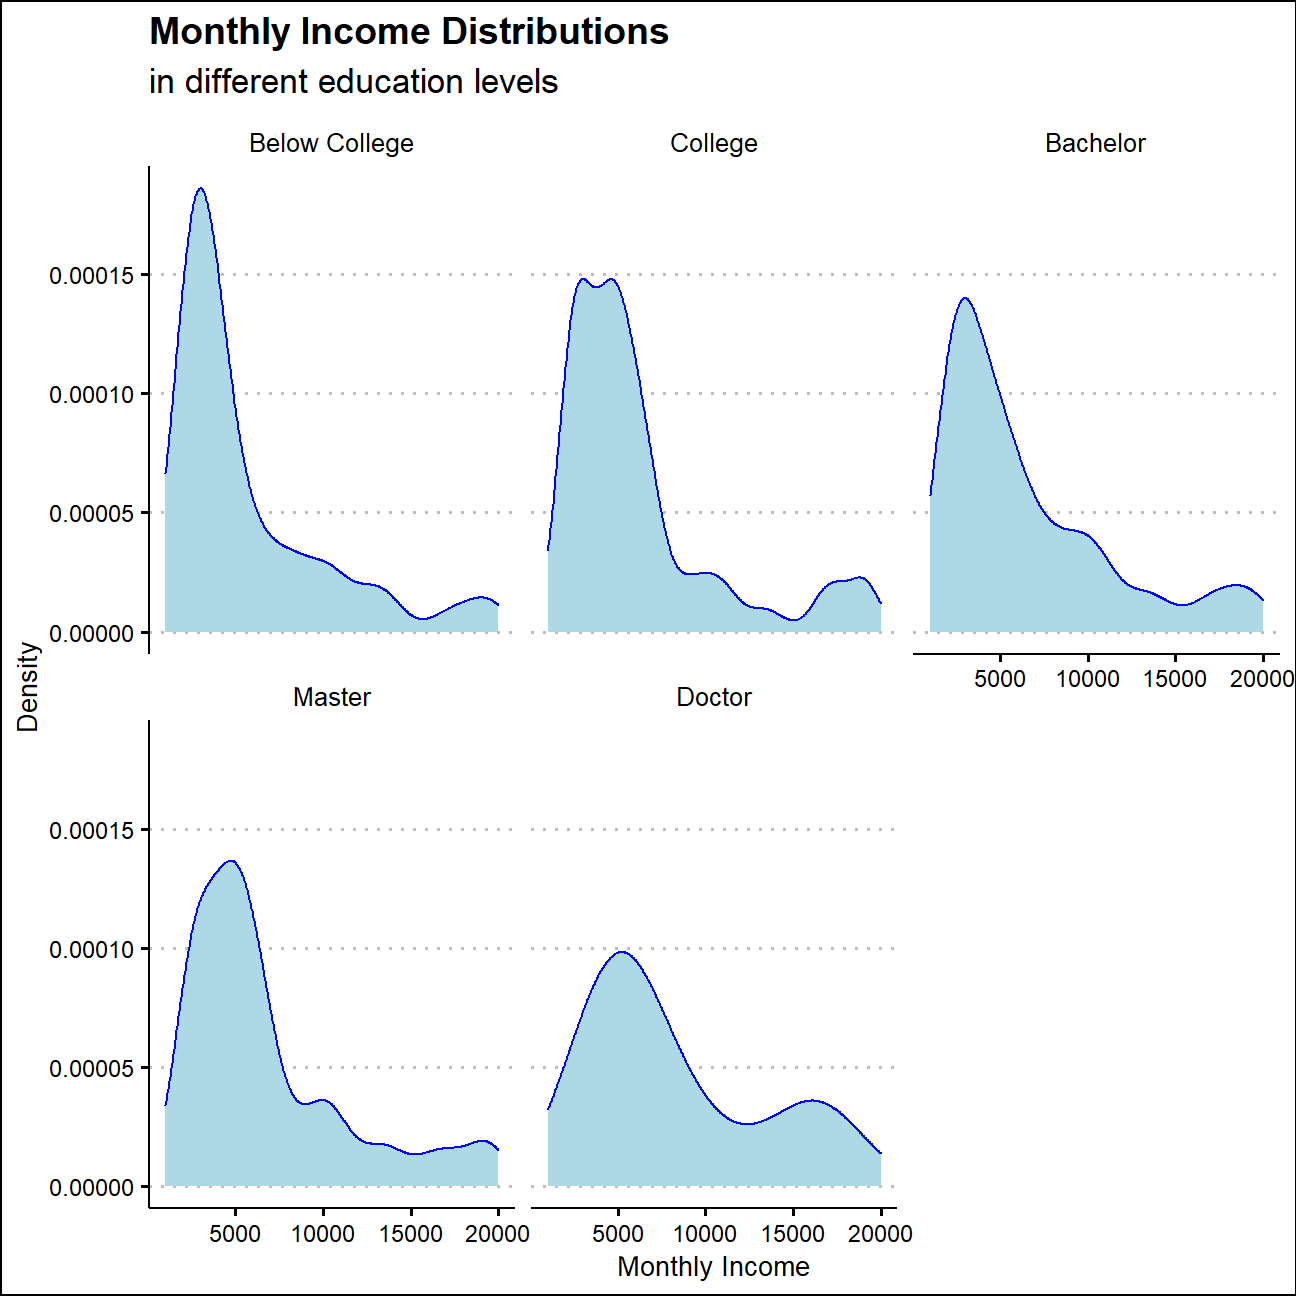 Monthly Income Distributions
in different education levels
Below College
College
Bachelor
0.00015
0.00010
0.00005
0.00000
5000 10000 15000 20000
Density
Master
Doctor
0.00015
0.00010
0.00005
0.00000
5000 10000 15000 20000
5000 10000 15000 20000
Monthly Income